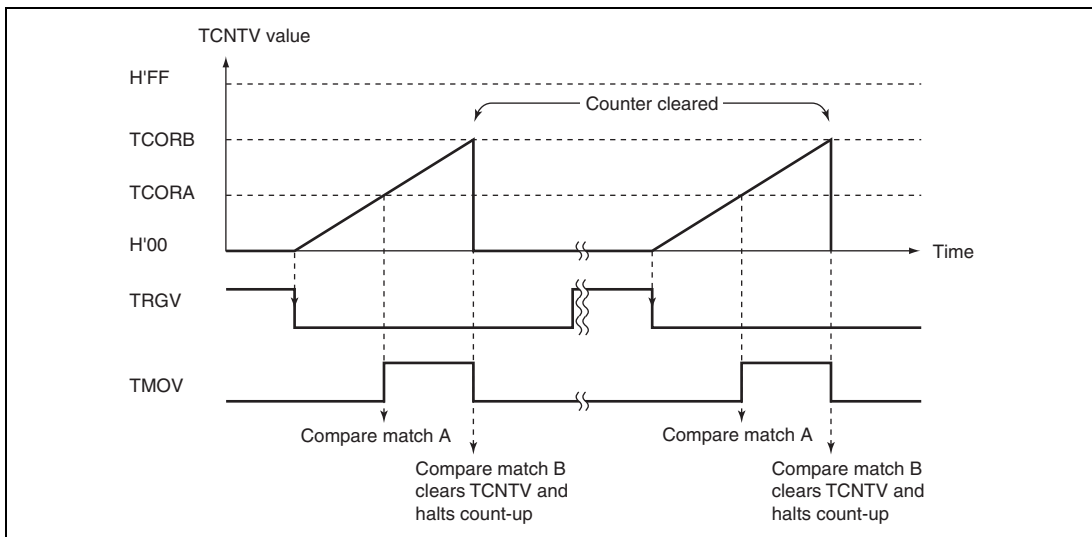 TCNTV value
H'FF
Counter cleared
TCORB
TCORA
H'00
Time
TRGV
TMOV
Compare match A
Compare match A
Compare match B
clears TCNTV and
halts count-up
Compare match B
clears TCNTV and
halts count-up